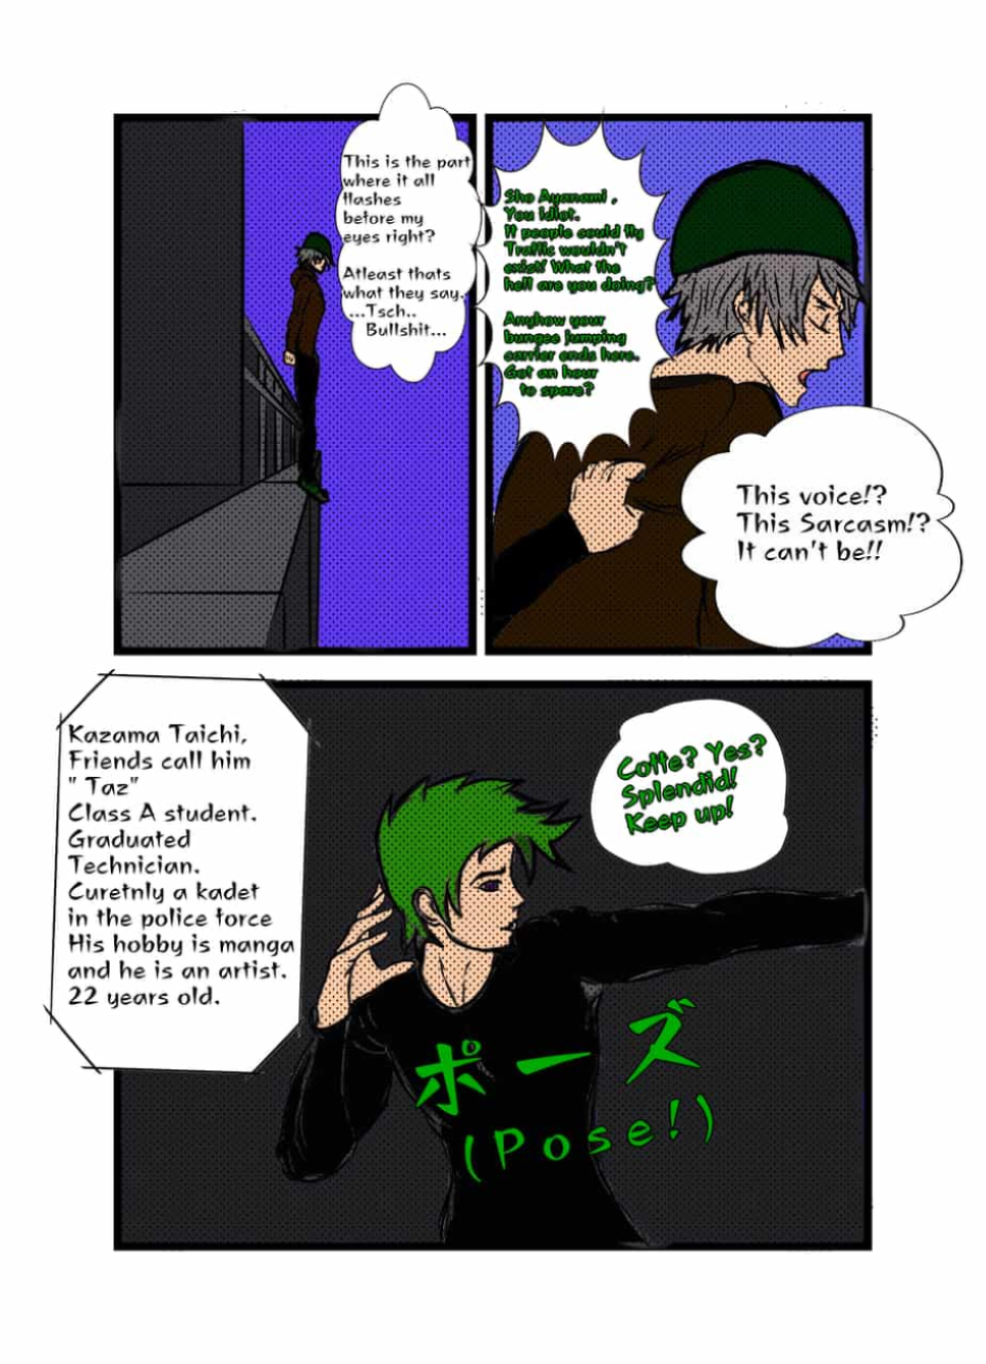 This is the part
where it all
flashes
before my
eyes right?
Atleast thats
what they say.
...Tsch..
Bullshit...
Sho Ayanami ,
You Idiot.
If people could fly
Traffic wouldn't
exist! What the
hell are you doing?
Anyhow your
bungee jumping
carrier ends here.
Got an hour
to spare?
This voice!?
This Sarcasm!?
It can't be!!
Kazama Taichi,
Friends call him
" Taz"
Class A student.
Graduated
Technician.
Curetnly a kadet
in the police force
His hobby is manga
and he is an artist.
22 years old.
Coffe? Yes?
Splendid!
Keep up!
ポーズ
(Pose!)